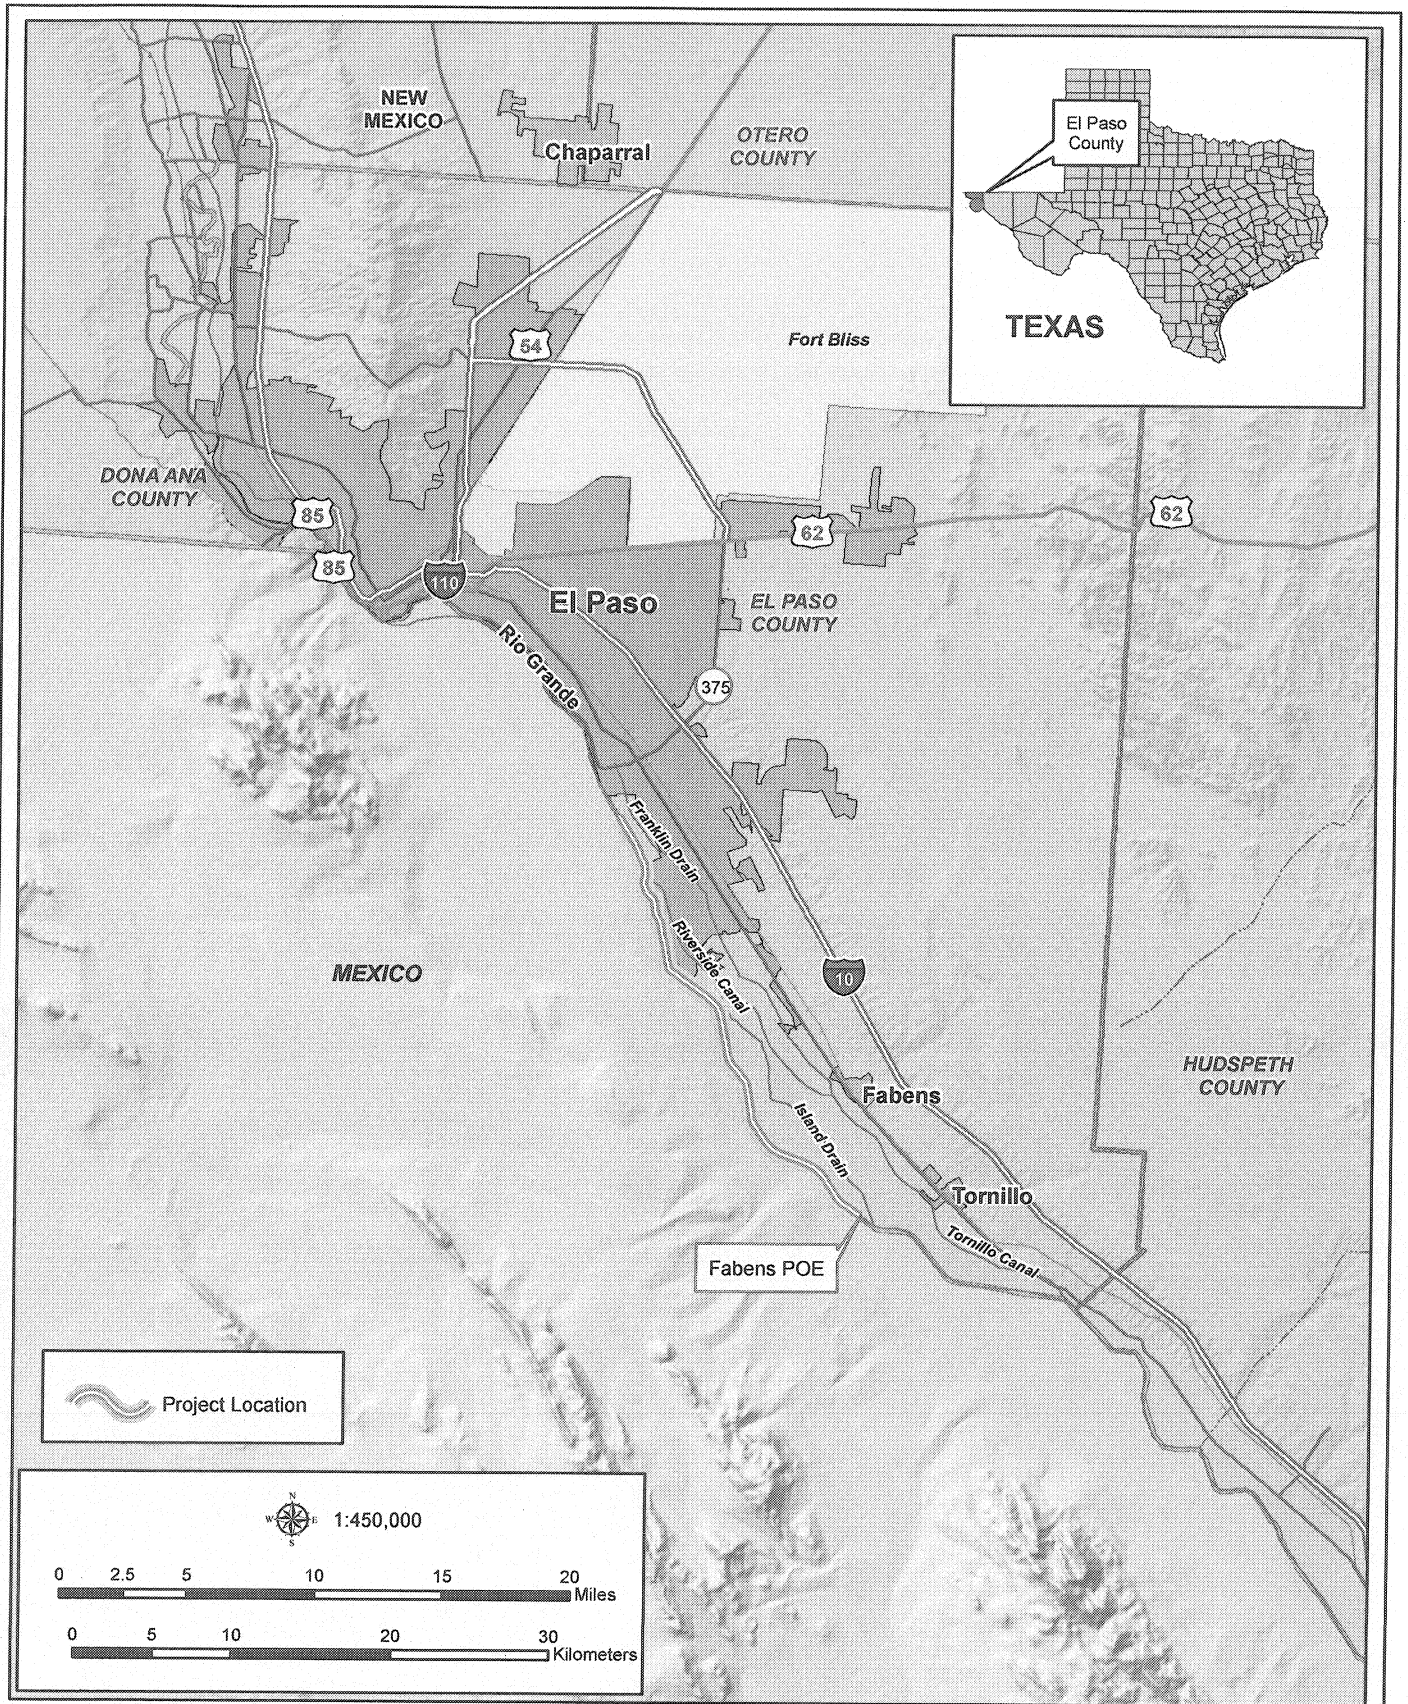 NEW
MEXICO
Chaparral
OTERO
COUNTY
El Paso
County
TEXAS
Fort Bliss
54
DONA ANA
COUNTY
85
85
110
62
62
El Paso
EL PASO
COUNTY
Rio Grande
375
Franklin Drain
Riverside Canal
MEXICO
10
HUDSPETH
COUNTY
Fabens
Island Drain
Tornillo
Tornillo Canal
Fabens POE
Project Location
N
W E
S
1:450,000
0 2.5 5 10 15 20
Miles
0 5 10 20 30
Kilometers